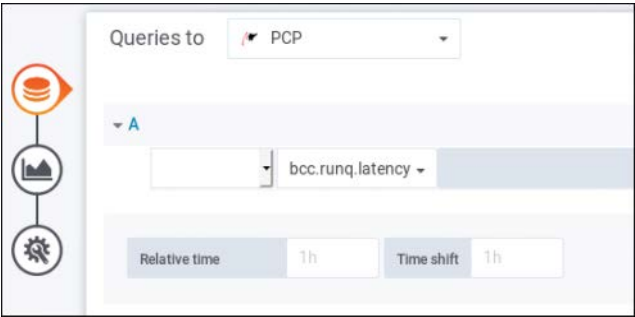 Queries to PCP
A
bcc.runq.latency
Relative time 1h Time shift 1h